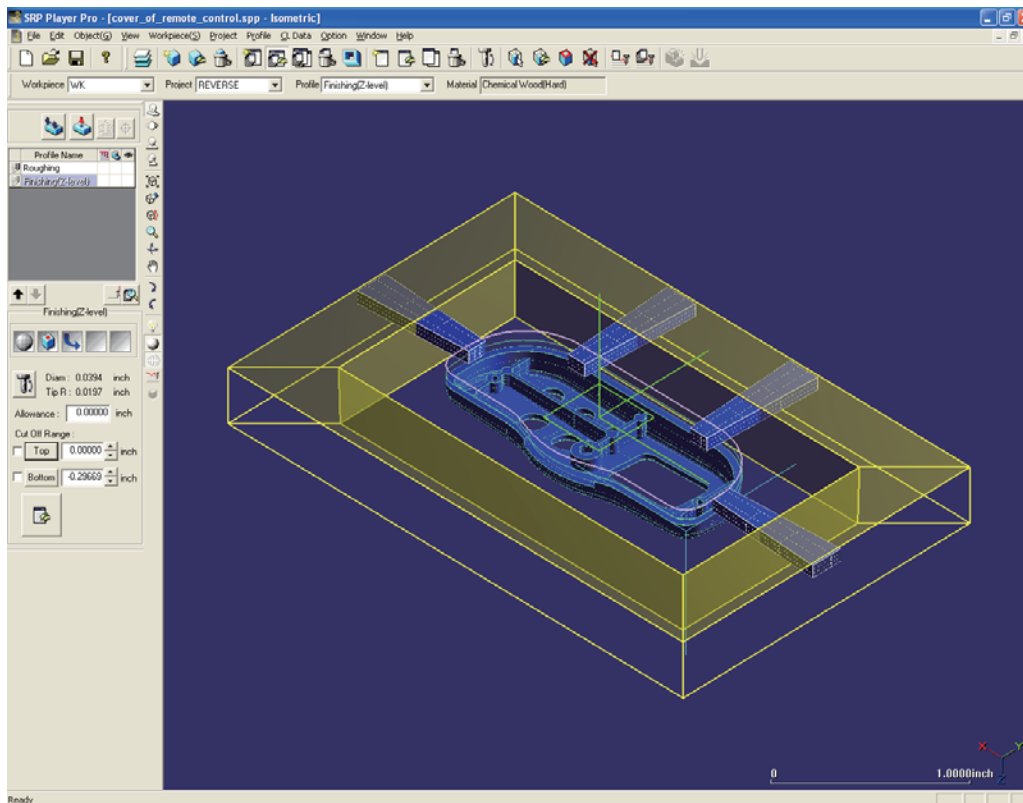 SRP Player Pro - [cover_of_remote_control.spp - Isometric]
File Edit Object(G) View Workpiece(S) Project Profile CL Data Option Window Help
Workpiece WK Project REVERSE Profile Finishing(Z-level) Material Chemical Wood(Hard)
Profile Name
Roughing
Finishing(Z-level)
Finishing(Z-level)
Diam : 0.0394 inch
Tip R : 0.0197 inch
Allowance : 0.00000 inch
Cut Off Range :
Top 0.00000 inch
Bottom -0.29669 inch
X Y
Z
0 1.0000inch
Ready